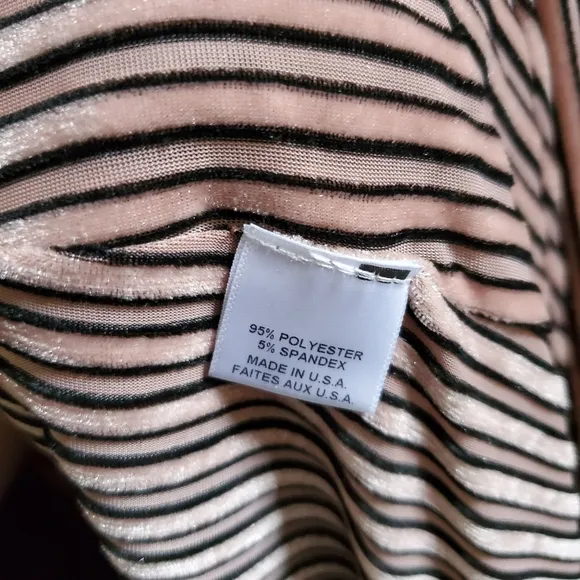 95% POLYESTER
5% SPANDEX
MADE IN U.S.A.
FAITES AUX U.S.A.